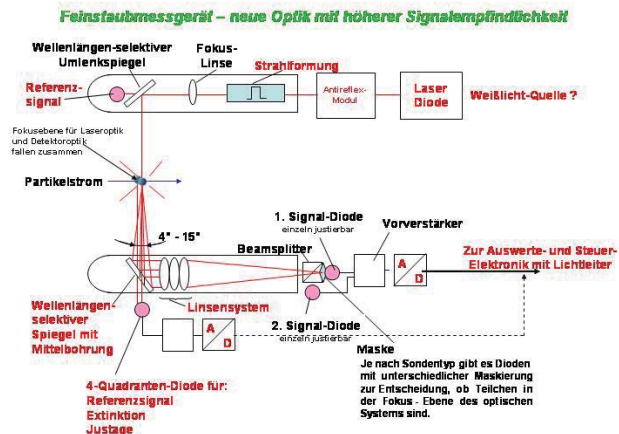 Feinstaubmessgerät – neue Optik mit höherer Signalempfindlichkeit
Wellenlängen-selektiver
Umlenkspiegel
Fokus-
Linse
Strahlformung
Referenz-
signal
Antireflex-
Modul
Laser
Diode
Weißlicht-Quelle ?
Fokusebene für Laseroptik
und Detektoroptik
fallen zusammen
Partikelstrom
4° - 15°
1. Signal-Diode
einzeln justierbar
Vorverstärker
Beamsplitter
A
D
Zur Auswerte- und Steuer-
Elektronik mit Lichtleiter
Wellenlängen-
selektiver
Spiegel mit
Mittelbohrung
Linsensystem
A
D
2. Signal-Diode
einzeln justierbar
Maske
Je nach Sondentyp gibt es Dioden
mit unterschiedlicher Maskierung
zur Entscheidung, ob Teilchen in
der Fokus - Ebene des optischen
Systems sind.
4-Quadranten-Diode für:
Referenzsignal
Extinktion
Justage